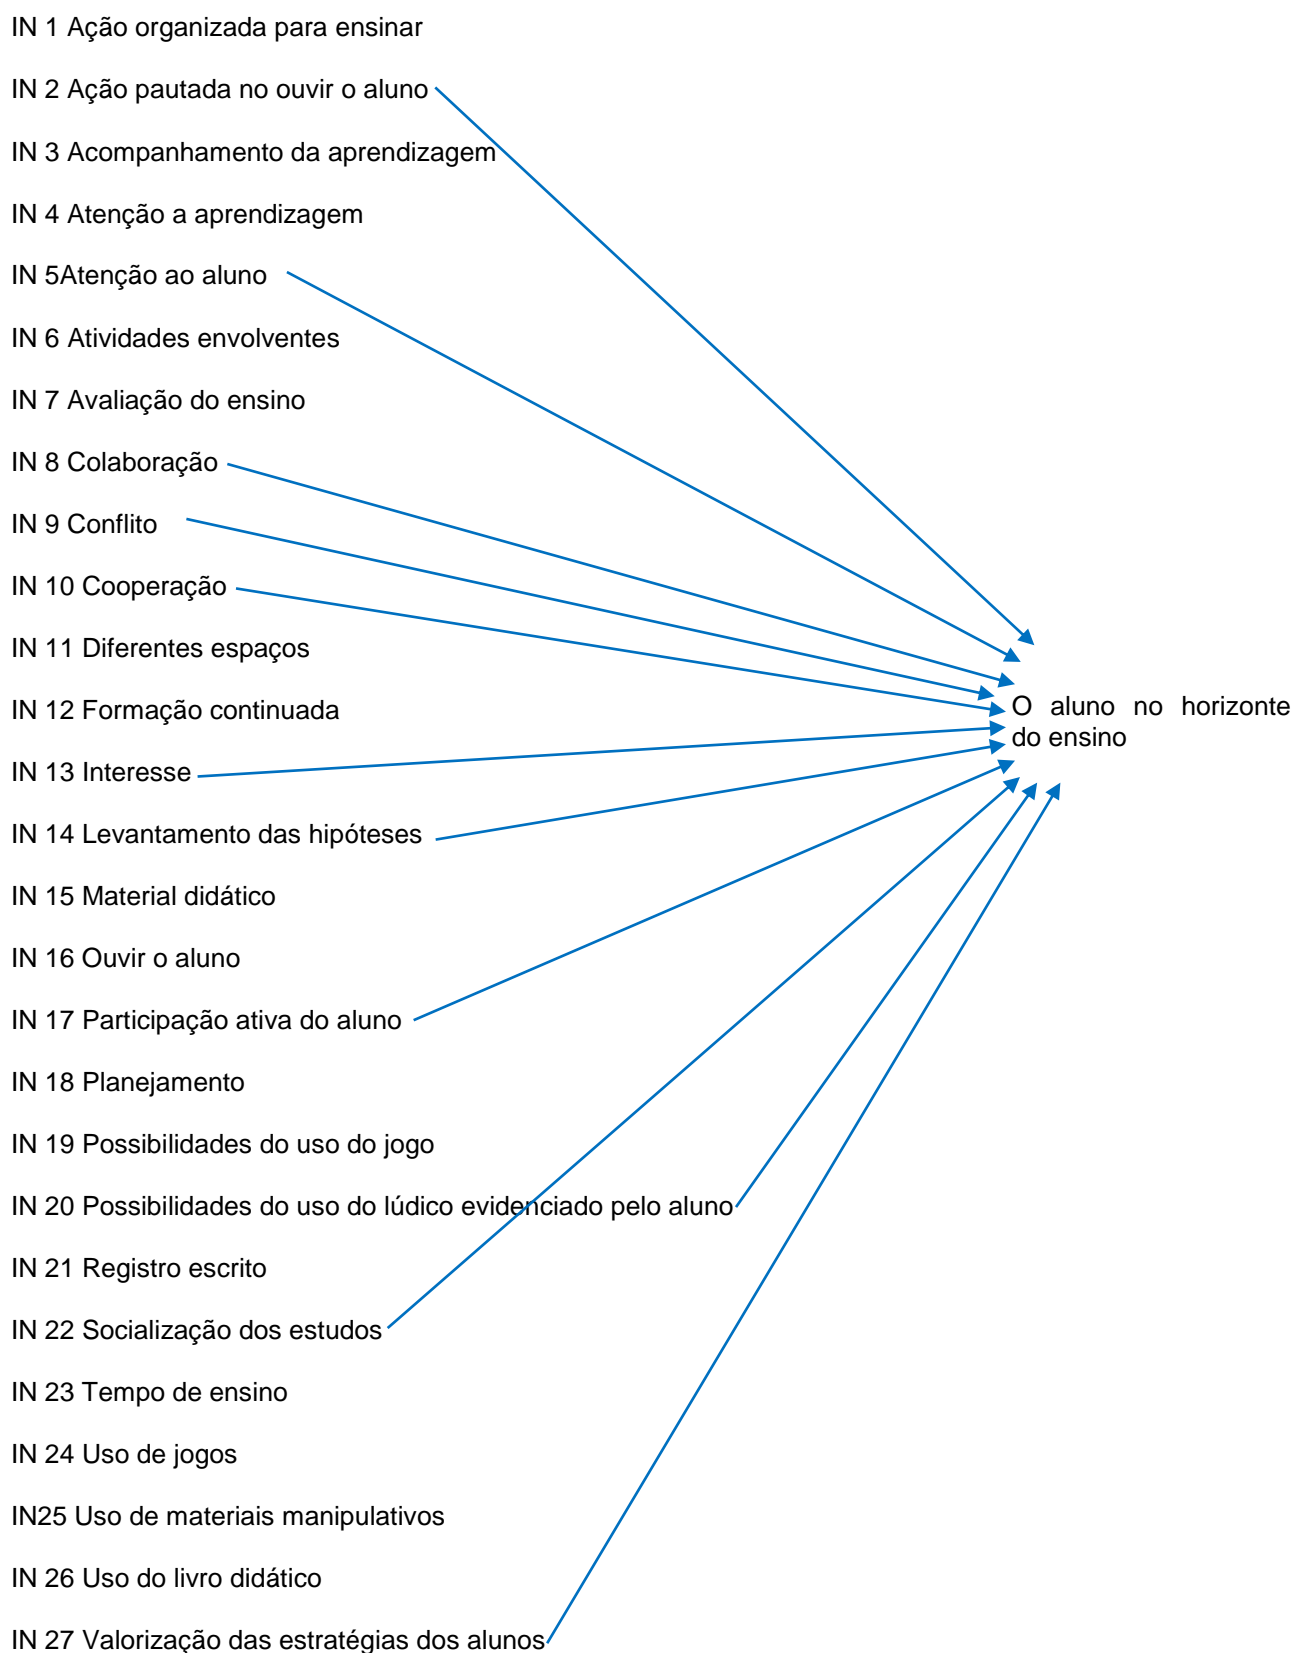 IN 1 Ação organizada para ensinar
IN 2 Ação pautada no ouvir o aluno
IN 3 Acompanhamento da aprendizagem
IN 4 Atenção a aprendizagem
IN 5Atenção ao aluno
IN 6 Atividades envolventes
IN 7 Avaliação do ensino
IN 8 Colaboração
IN 9 Conflito
IN 10 Cooperação
IN 11 Diferentes espaços
IN 12 Formação continuada
IN 13 Interesse
IN 14 Levantamento das hipóteses
IN 15 Material didático
IN 16 Ouvir o aluno
IN 17 Participação ativa do aluno
IN 18 Planejamento
IN 19 Possibilidades do uso do jogo
IN 20 Possibilidades do uso do lúdico evidenciado pelo aluno
IN 21 Registro escrito
IN 22 Socialização dos estudos
IN 23 Tempo de ensino
IN 24 Uso de jogos
IN25 Uso de materiais manipulativos
IN 26 Uso do livro didático
IN 27 Valorização das estratégias dos alunos
O aluno no horizonte
do ensino